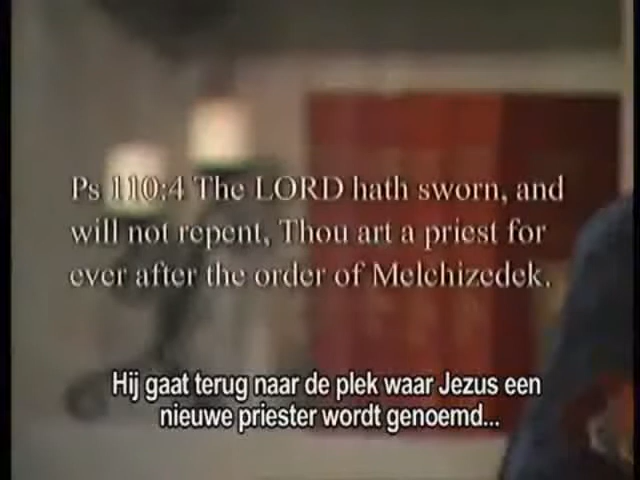 Ps 110:4 The LORD hath sworn, and
will not repent, Thou art a priest for
ever after the order of Melchizedek.
Hij gaat terug naar de plek waar Jezus een
nieuwe priester wordt genoemd...